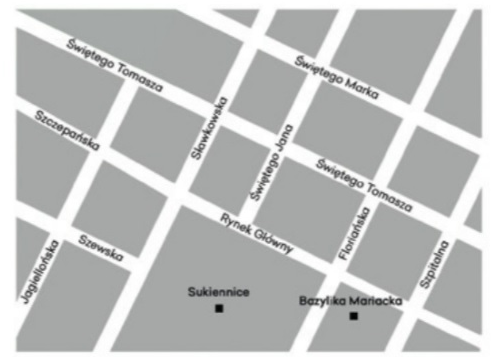 Świętego Tomasza
Świętego Marka
Szczepańska
Sławkowska
Świętego Jana
Świętego Tomasza
Rynek Główny
Floriańska
Szpitalna
Jagiellońska
Szewska
Sukiennice
Bazylika Mariacka